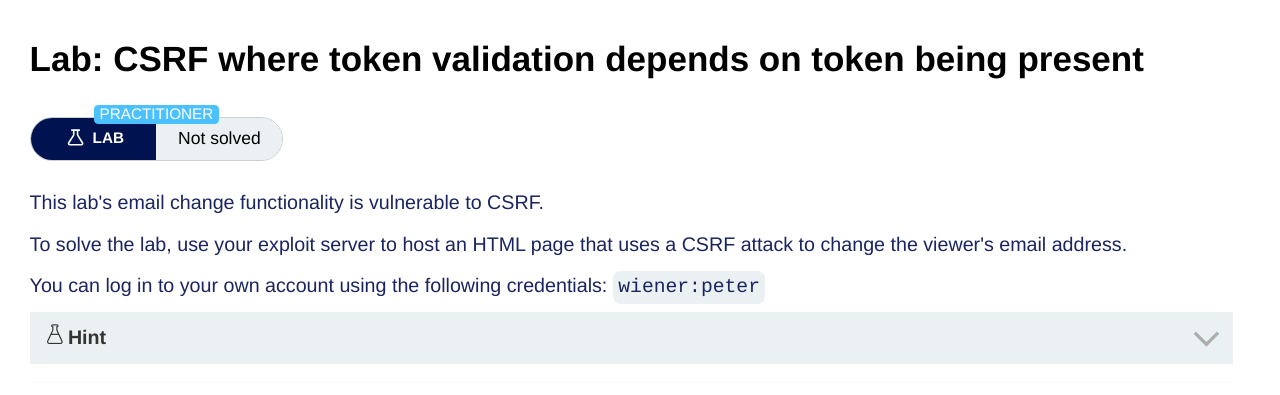 Lab: CSRF where token validation depends on token being present
PRACTITIONER
LAB Not solved
This lab's email change functionality is vulnerable to CSRF.
To solve the lab, use your exploit server to host an HTML page that uses a CSRF attack to change the viewer's email address.
You can log in to your own account using the following credentials: wiener:peter
Hint